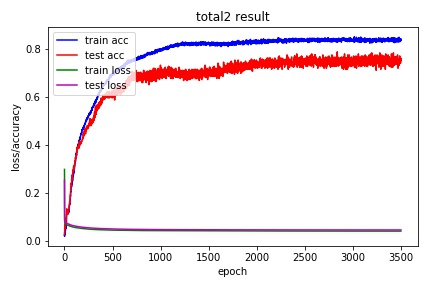 total2 result
train acc
test acc
train loss
test loss
loss/accuracy
0.8
0.6
0.4
0.2
0.0
0 500 1000 1500 2000 2500 3000 3500
epoch